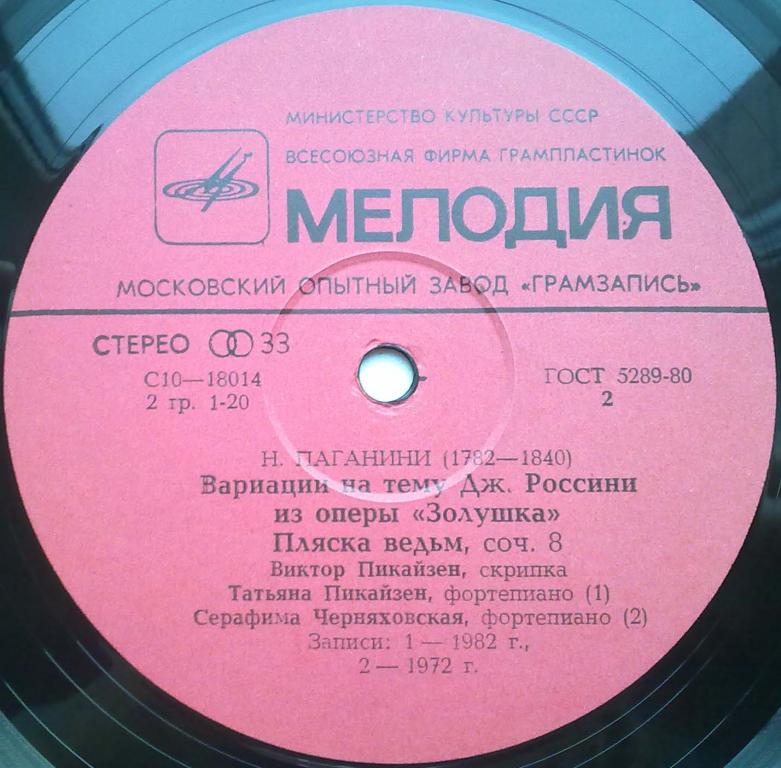 МИНИСТЕРСТВО КУЛЬТУРЫ СССР
ВСЕСОЮЗНАЯ ФИРМА ГРАМПЛАСТИНОК
МЕЛОДИЯ
МОСКОВСКИЙ ОПЫТНЫЙ ЗАВОД «ГРАМЗАПИСЬ»
СТЕРЕО 33
С10—18014 ГОСТ 5289-80
2 гр. 1-20 2
Н. ПАГАНИНИ (1782—1840)
Вариации на тему Дж. Россини
из оперы «Золушка»
Пляска ведьм, соч. 8
Виктор Пикайзен, скрипка
Татьяна Пикайзен, фортепиано (1)
Серафима Черняховская, фортепиано (2)
Записи: 1 — 1982 г.,
2 — 1972 г.